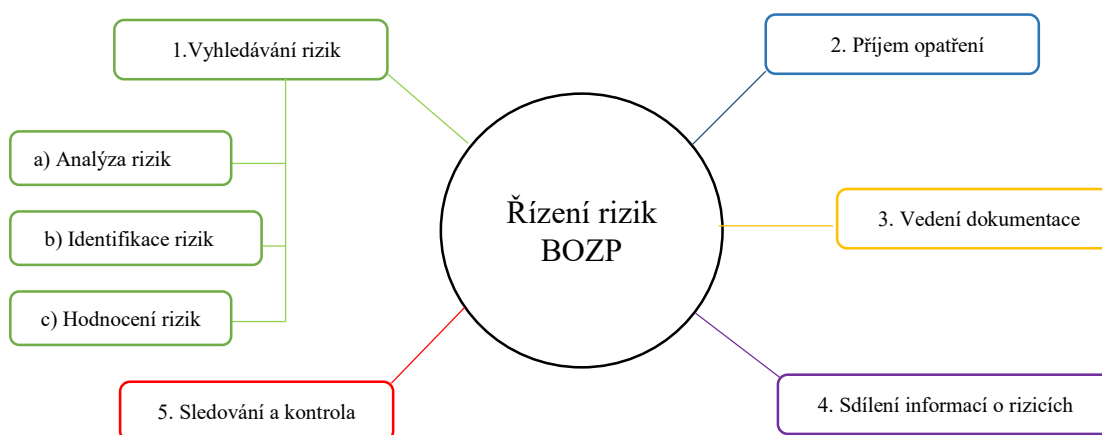 1.Vyhledávání rizik
a) Analýza rizik
b) Identifikace rizik
c) Hodnocení rizik
Řízení rizik
BOZP
2. Příjem opatření
3. Vedení dokumentace
4. Sdílení informací o rizicích
5. Sledování a kontrola